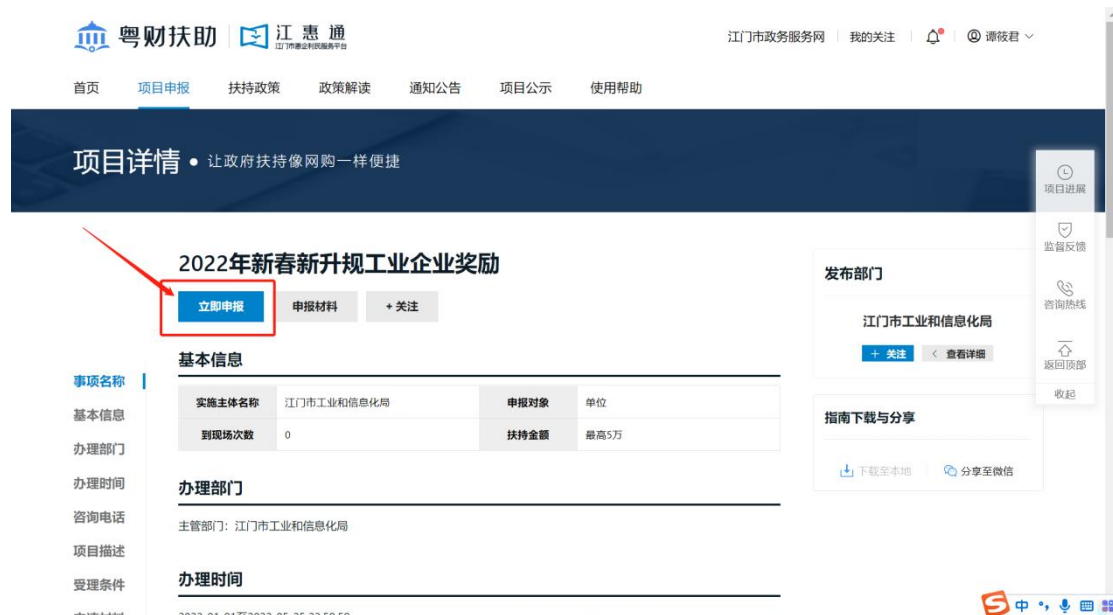 粤财扶助 江惠通
江门市惠企利民服务平台
江门市政务服务网 我的关注 谭筱君
首页 项目申报 扶持政策 政策解读 通知公告 项目公示 使用帮助
项目详情 • 让政府扶持像网购一样便捷
项目进展
监督反馈
咨询热线
返回顶部
收起
2022年新春新升规工业企业奖励
立即申报 申报材料 + 关注
基本信息
实施主体名称 江门市工业和信息化局 申报对象 单位
到现场次数 0 扶持金额 最高5万
办理部门
主管部门：江门市工业和信息化局
办理时间
事项名称
基本信息
办理部门
办理时间
咨询电话
项目描述
受理条件
发布部门
江门市工业和信息化局
+ 关注 < 查看详细
指南下载与分享
下载至本地 分享至微信
中